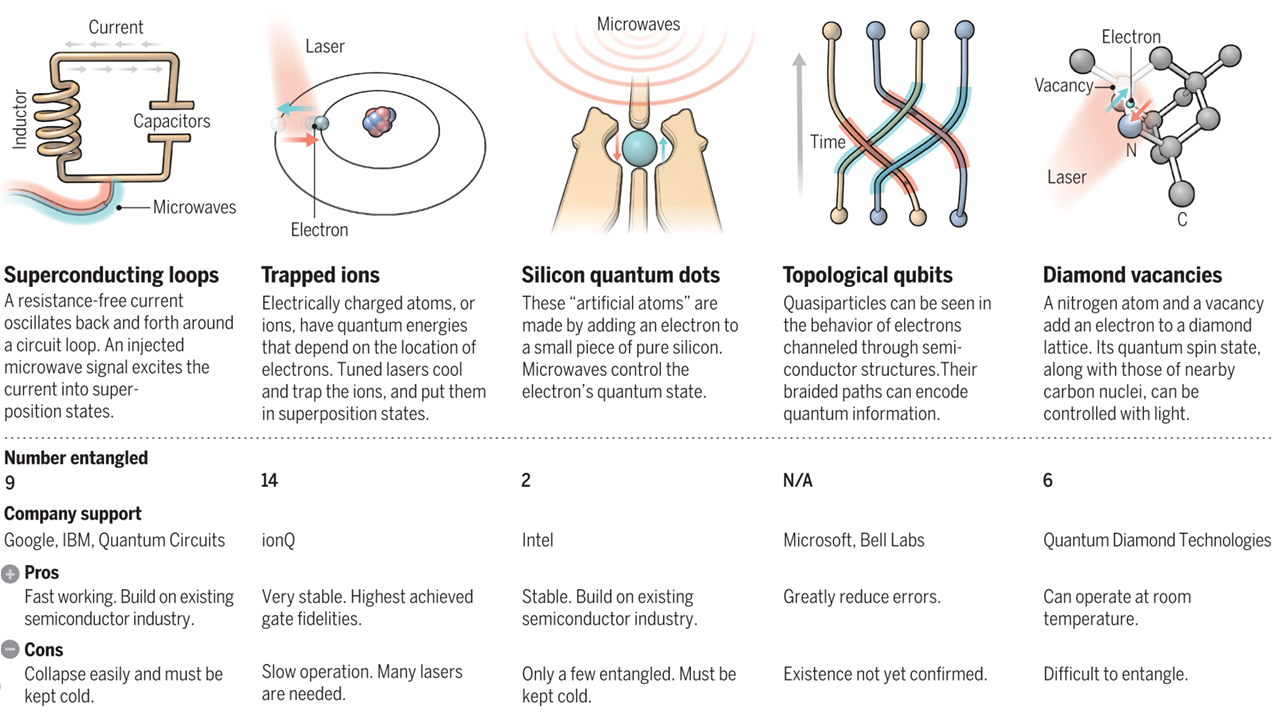 Current
Inductor
Capacitors
Microwaves
Laser
Electron
Microwaves
Time
Electron
Vacancy
N
Laser
C
Superconducting loops
A resistance-free current
oscillates back and forth around
a circuit loop. An injected
microwave signal excites the
current into super-
position states.
Trapped ions
Electrically charged atoms, or
ions, have quantum energies
that depend on the location of
electrons. Tuned lasers cool
and trap the ions, and put them
in superposition states.
Silicon quantum dots
These “artificial atoms” are
made by adding an electron to
a small piece of pure silicon.
Microwaves control the
electron’s quantum state.
Topological qubits
Quasiparticles can be seen in
the behavior of electrons
channeled through semi-
conductor structures.Their
braided paths can encode
quantum information.
Diamond vacancies
A nitrogen atom and a vacancy
add an electron to a diamond
lattice. Its quantum spin state,
along with those of nearby
carbon nuclei, can be
controlled with light.
Number entangled
9
14
2
N/A
6
Company support
Google, IBM, Quantum Circuits
ionQ
Intel
Microsoft, Bell Labs
Quantum Diamond Technologies
+ Pros
Fast working. Build on existing
semiconductor industry.
Very stable. Highest achieved
gate fidelities.
Stable. Build on existing
semiconductor industry.
Greatly reduce errors.
Can operate at room
temperature.
− Cons
Collapse easily and must be
kept cold.
Slow operation. Many lasers
are needed.
Only a few entangled. Must be
kept cold.
Existence not yet confirmed.
Difficult to entangle.